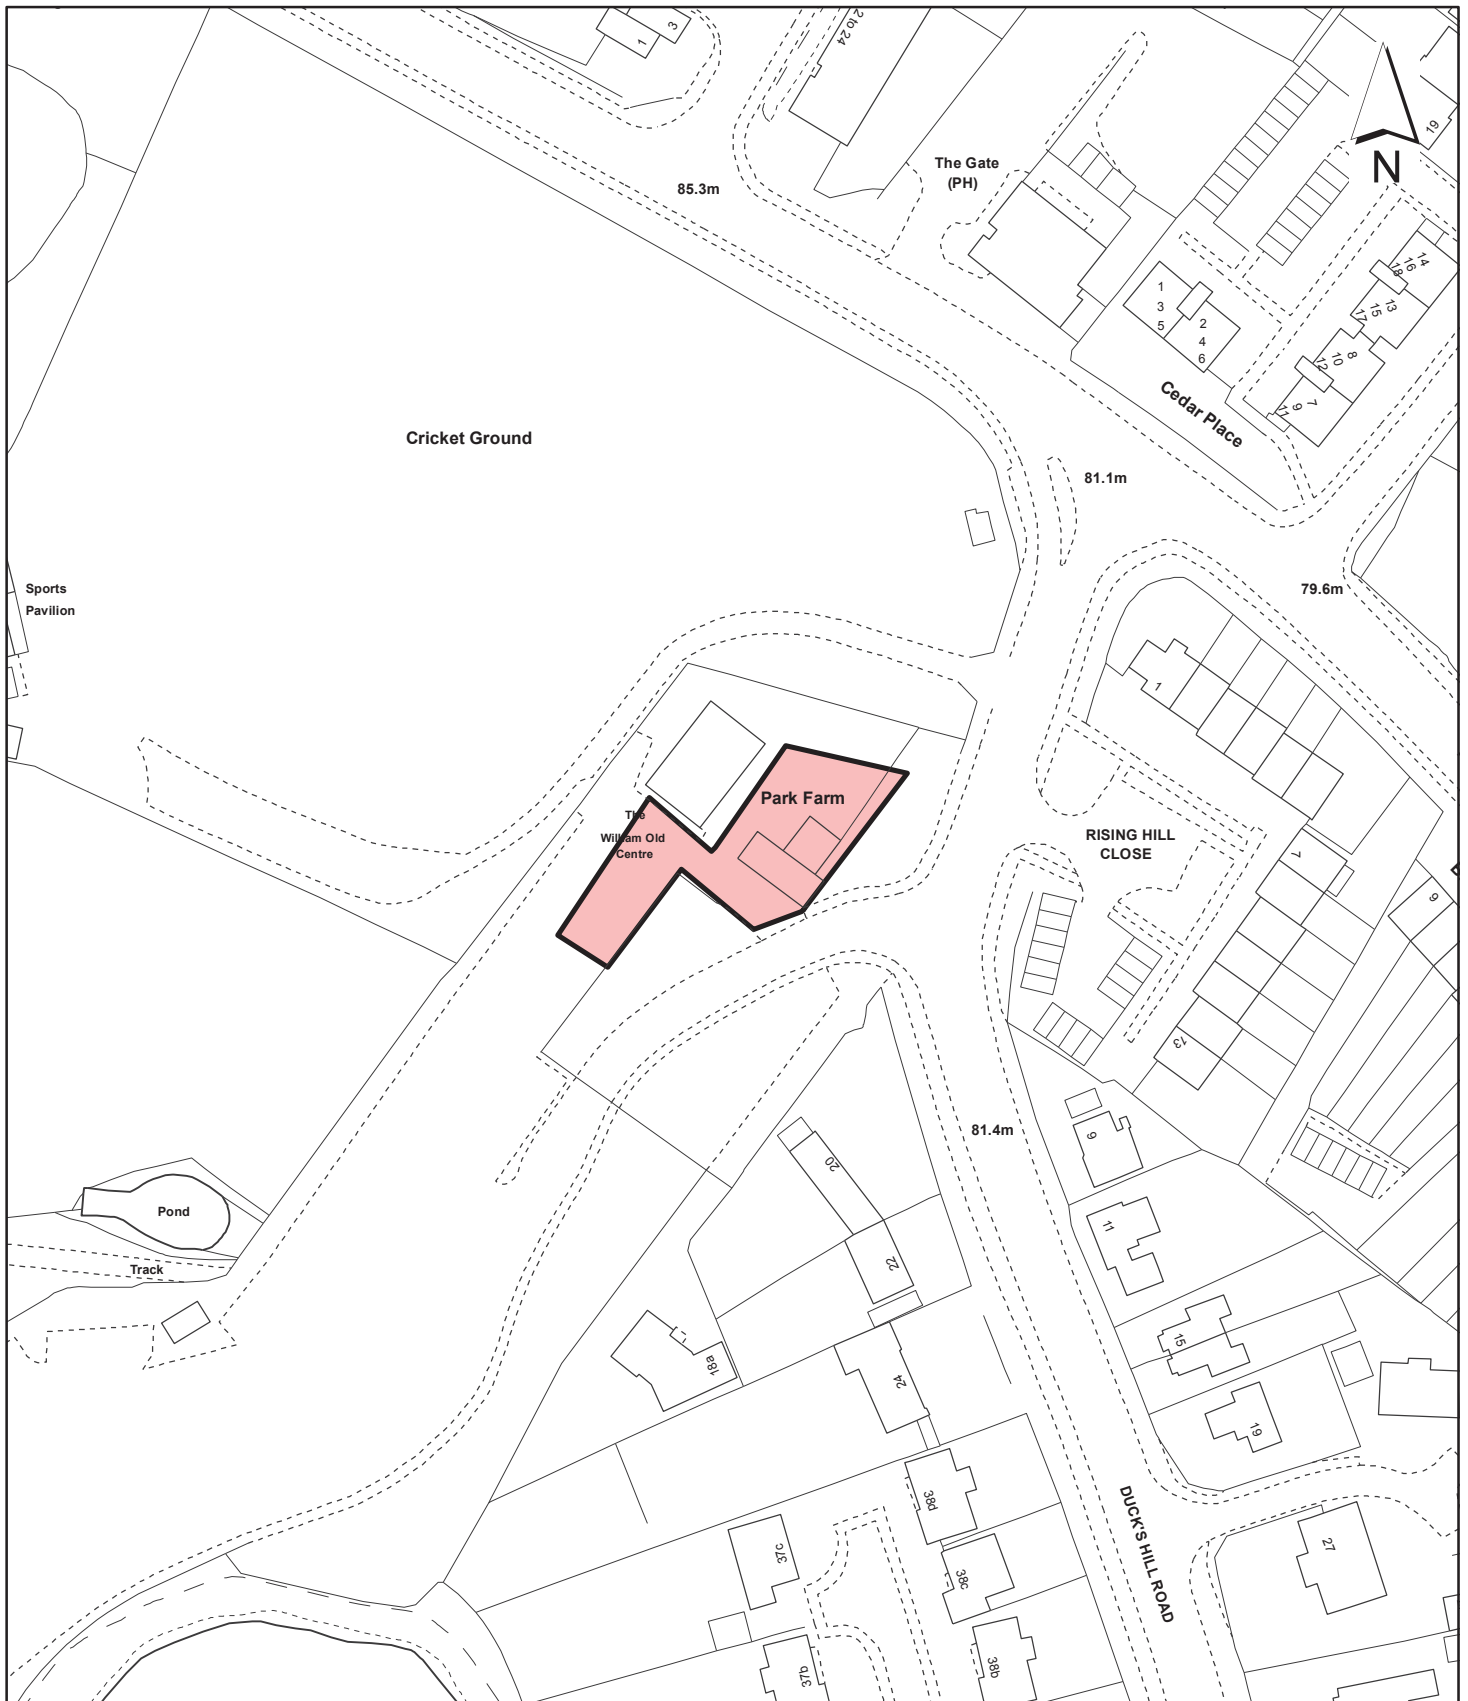 1
3
2 to 24
19
N
The Gate
(PH)
85.3m
1
3
5
2
4
6
14
16
18
13
15
17
8
10
12
7
9
11
Cedar Place
Cricket Ground
81.1m
79.6m
Sports
Pavilion
1
Park Farm
The
William Old
Centre
RISING HILL
CLOSE
7
9
13
81.4m
9
20
11
Pond
22
Track
15
18a
24
19
38d
DUCK'S HILL ROAD
27
37c
38c
37b
38b